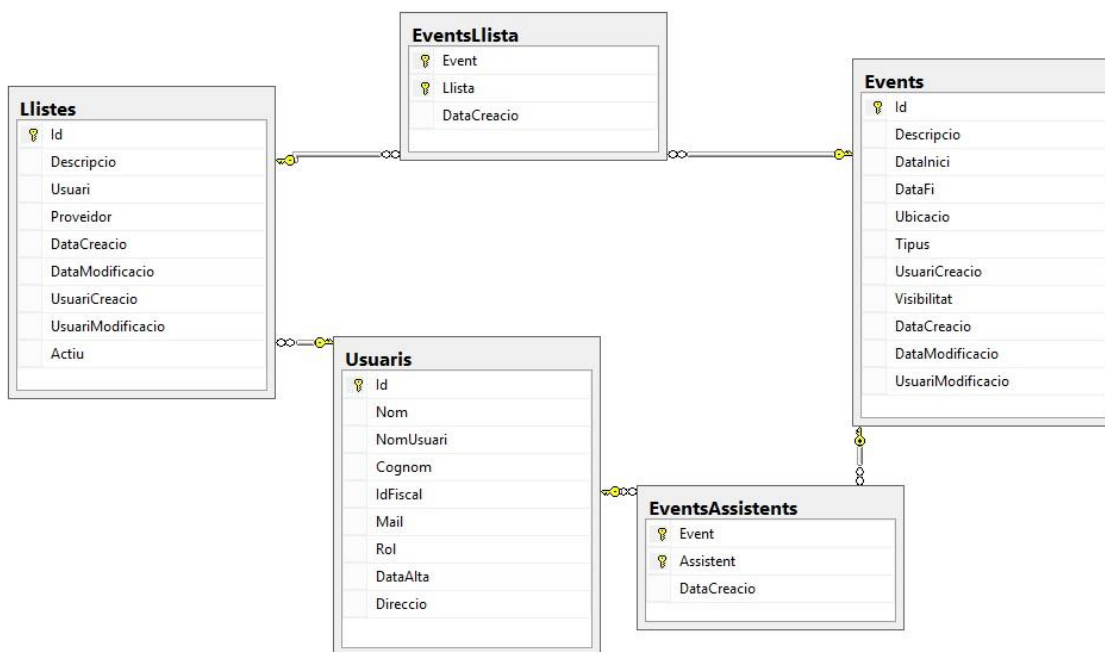 EventsLlista
Event
Llista
DataCreacio
Llistes
Id
Descripcio
Usuari
Proveidor
DataCreacio
DataModificacio
UsuariCreacio
UsuariModificacio
Actiu
Events
Id
Descripcio
DataInici
DataFi
Ubicacio
Tipus
UsuariCreacio
Visibilitat
DataCreacio
DataModificacio
UsuariModificacio
Usuaris
Id
Nom
NomUsuari
Cognom
IdFiscal
Mail
Rol
DataAlta
Direccio
EventsAssistents
Event
Assistent
DataCreacio